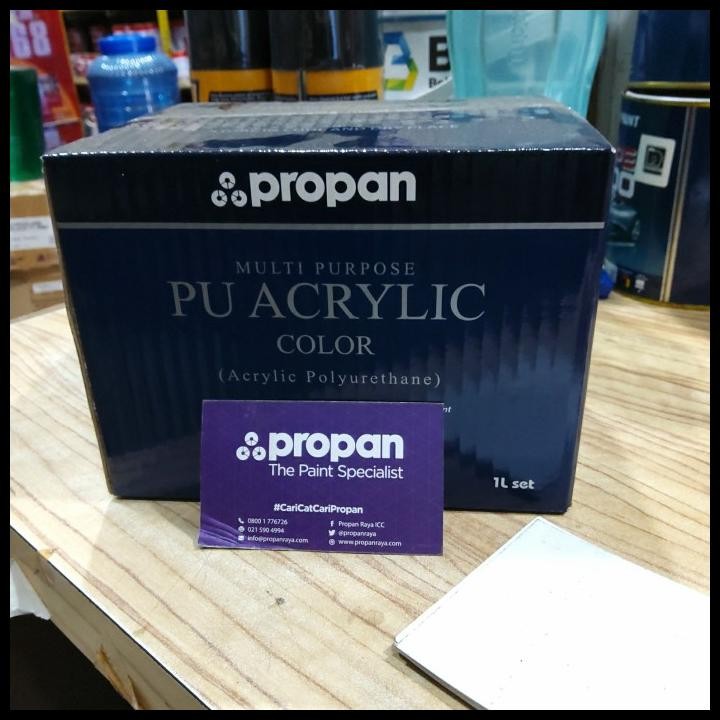 propan
MULTI PURPOSE
PU ACRYLIC
COLOR
(Acrylic Polyurethane)
propan
The Paint Specialist
#CariCatCariPropan
0800 1 776726
021 590 4994
info@propanraya.com
Propan Raya ICC
@propanraya
www.propanraya.com
1L set